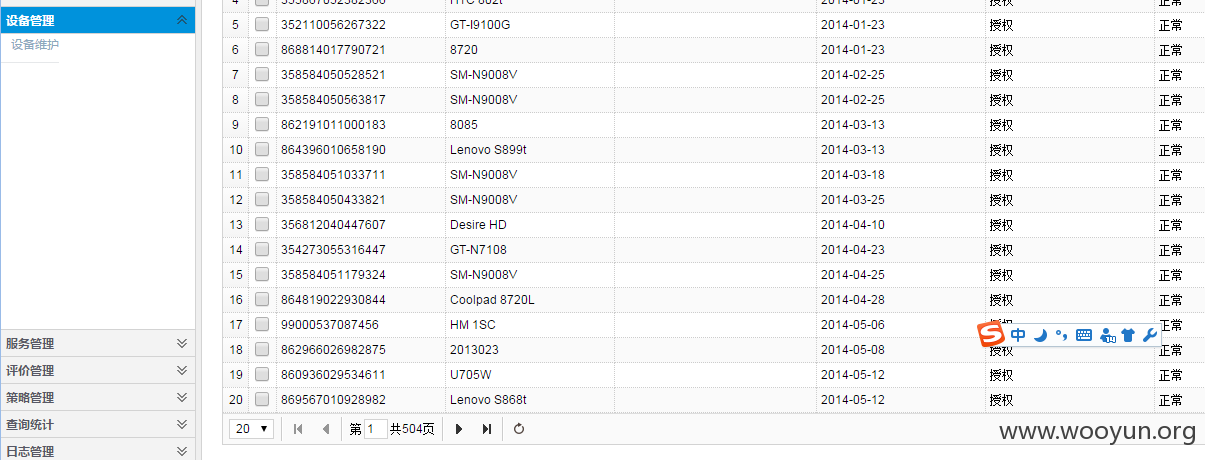 设备管理
设备维护
5 352110056267322 GT-I9100G 2014-01-23 授权 正常
6 868814017790721 8720 2014-01-23 授权 正常
7 358584050528521 SM-N9008V 2014-02-25 授权 正常
8 358584050563817 SM-N9008V 2014-02-25 授权 正常
9 862191011000183 8085 2014-03-13 授权 正常
10 864396010658190 Lenovo S899t 2014-03-13 授权 正常
11 358584051033711 SM-N9008V 2014-03-18 授权 正常
12 358584050433821 SM-N9008V 2014-03-25 授权 正常
13 356812040447607 Desire HD 2014-04-10 授权 正常
14 354273055316447 GT-N7108 2014-04-23 授权 正常
15 358584051179324 SM-N9008V 2014-04-25 授权 正常
16 864819022930844 Coolpad 8720L 2014-04-28 授权 正常
17 99000537087456 HM 1SC 2014-05-06 授权 正常
中
18 862966026982875 2013023 2014-05-08 授权 正常
19 860936029534611 U705W 2014-05-12 授权 正常
20 869567010928982 Lenovo S868t 2014-05-12 授权 正常
服务管理
评价管理
策略管理
查询统计
日志管理
20 第 1 共504页
www.wooyun.org